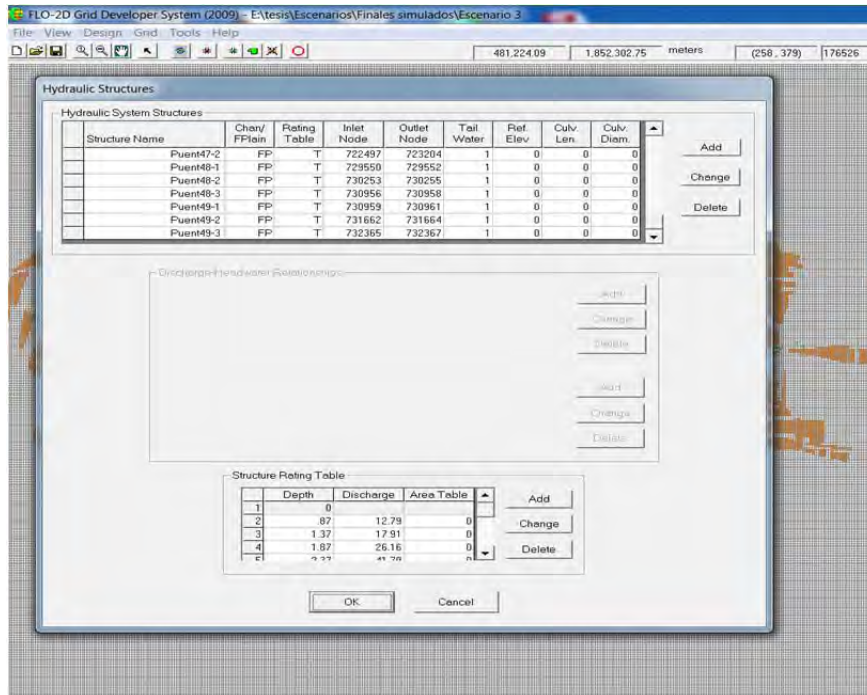 FLO-2D Grid Developer System (2009) - E:\tesis\Escenarios\Finales simulados\Escenario 3
File View Design Grid Tools Help
481,224.09 1,852,302.75 meters (258 , 379) 176526
Hydraulic Structures
Hydraulic System Structures
Structure Name Chan/ FPlain Rating Table Inlet Node Outlet Node Tail Water Ref. Elev Culv. Len. Culv. Diam.
Puent47-2 FP T 722497 723204 1 0 0 0
Puent48-1 FP T 729550 729552 1 0 0 0
Puent48-2 FP T 730253 730255 1 0 0 0
Puent48-3 FP T 730956 730958 1 0 0 0
Puent49-1 FP T 730959 730961 1 0 0 0
Puent49-2 FP T 731662 731664 1 0 0 0
Puent49-3 FP T 732365 732367 1 0 0 0
Add
Change
Delete
Discharge-Headwater Relationships
Add
Change
Delete
Add
Change
Delete
Structure Rating Table
Depth Discharge Area Table
1 0
2 .87 12.79 0
3 1.37 17.91 0
4 1.87 26.16 0
Add
Change
Delete
OK Cancel